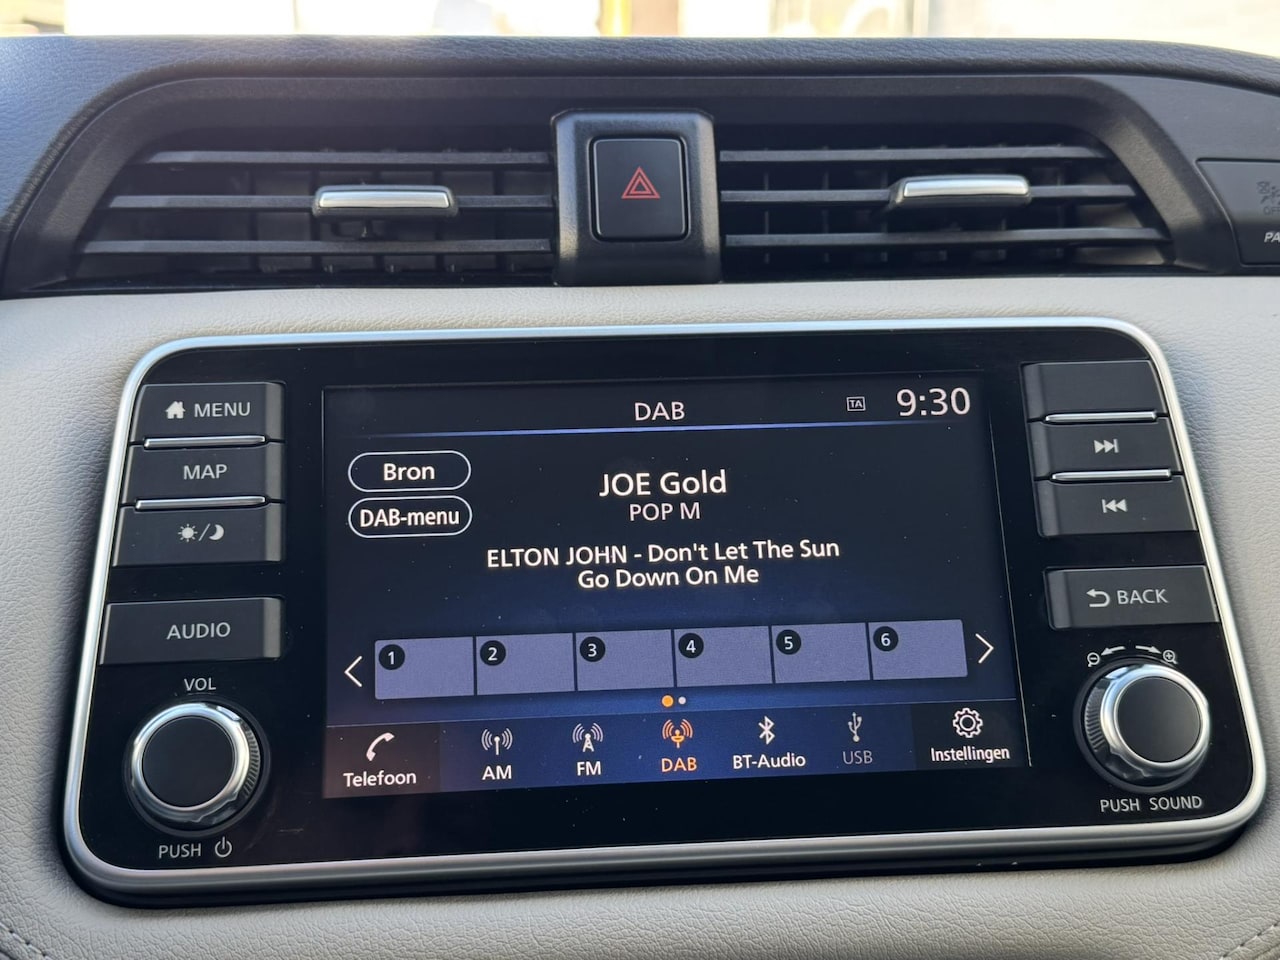 MENU
MAP
AUDIO
VOL
PUSH
DAB
TA
9:30
Bron
DAB-menu
JOE Gold
POP M
ELTON JOHN - Don't Let The Sun
Go Down On Me
1 2 3 4 5 6
Telefoon
AM
FM
DAB
BT-Audio
USB
Instellingen
BACK
PUSH SOUND